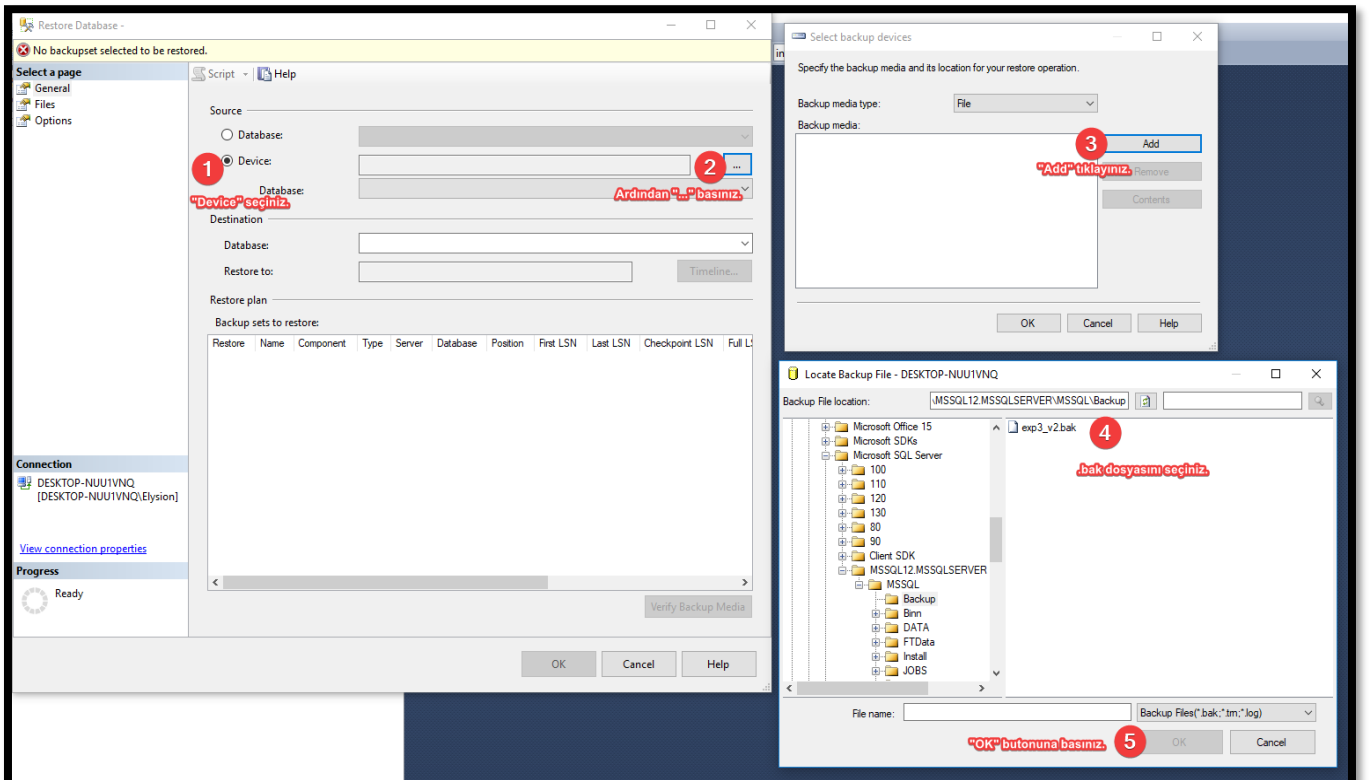 Restore Database -
No backupset selected to be restored.
Select a page
General
Files
Options
Script
Help
Source
Database:
1
Device:
2
...
"Device" seçiniz.
Database:
Ardından "..." basınız.
Destination
Database:
Restore to:
Timeline...
Restore plan
Backup sets to restore:
Restore Name Component Type Server Database Position First LSN Last LSN Checkpoint LSN Full
Connection
DESKTOP-NUU1VNQ
[DESKTOP-NUU1VNQ\Elysion]
View connection properties
Progress
Ready
Verify Backup Media
OK Cancel Help
Select backup devices
in
Specify the backup media and its location for your restore operation.
Backup media type: File
Backup media:
3
Add
"Add" tıklayınız.
Remove
Contents
OK Cancel Help
Locate Backup File - DESKTOP-NUU1VNQ
Backup File location: \MSSQL12.MSSQLSERVER\MSSQL\Backup
Microsoft Office 15
Microsoft SDKs
Microsoft SQL Server
100
110
120
130
80
90
Client SDK
MSSQL12.MSSQLSERVER
MSSQL
Backup
Binn
DATA
FTData
Install
JOBS
exp3_v2.bak
4
.bak dosyasını seçiniz.
File name:
Backup Files(*.bak;*.trn;*.log)
"OK" butonuna basınız.
5
OK Cancel